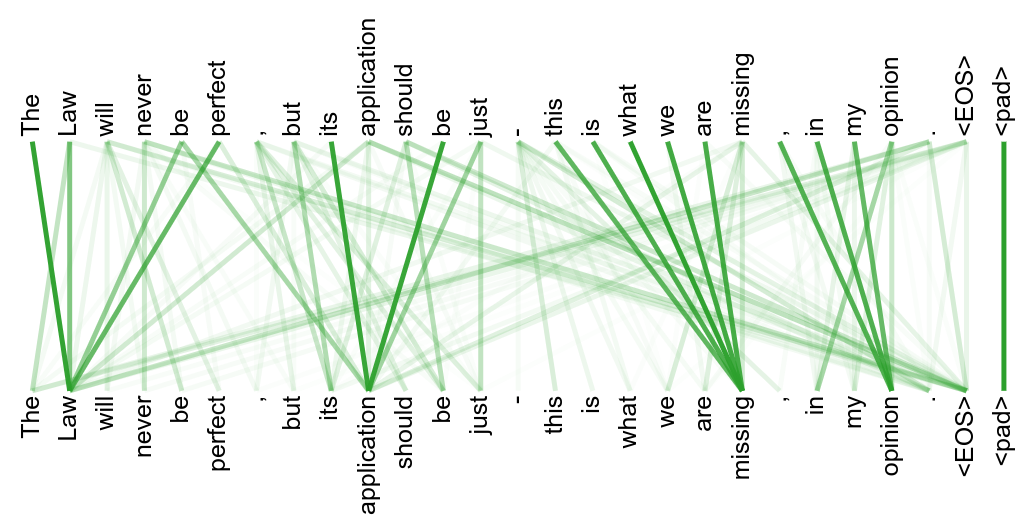 The Law will never be perfect , but its application should be just - this is what we are missing , in my opinion . <EOS> <pad>
The Law will never be perfect , but its application should be just - this is what we are missing , in my opinion . <EOS> <pad>